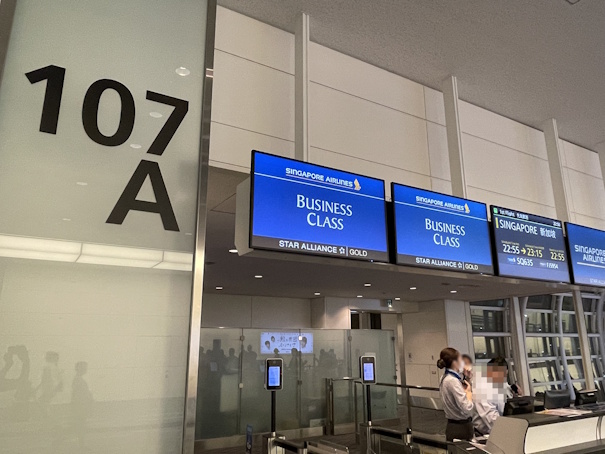 107
A
SINGAPORE AIRLINES
BUSINESS
CLASS
STAR ALLIANCE GOLD
SINGAPORE AIRLINES
BUSINESS
CLASS
STAR ALLIANCE GOLD
SINGAPORE 新加坡
22:55 → 23:15 22:55
SQ635
SINGAPORE